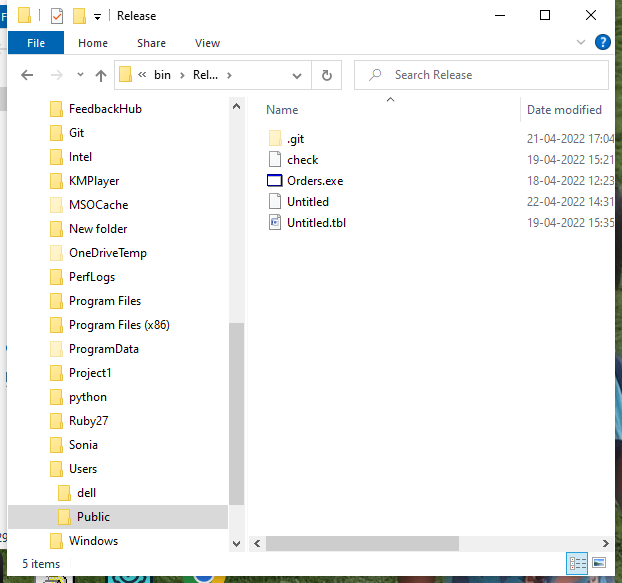 Release
File Home Share View
« bin > Rel... > Search Release
FeedbackHub
Git
Intel
KMPlayer
MSOCache
New folder
OneDriveTemp
PerfLogs
Program Files
Program Files (x86)
ProgramData
Project1
python
Ruby27
Sonia
Users
dell
Public
Windows
Name Date modified
.git 21-04-2022 17:04
check 19-04-2022 15:21
Orders.exe 18-04-2022 12:23
Untitled 22-04-2022 14:31
Untitled.tbl 19-04-2022 15:35
5 items